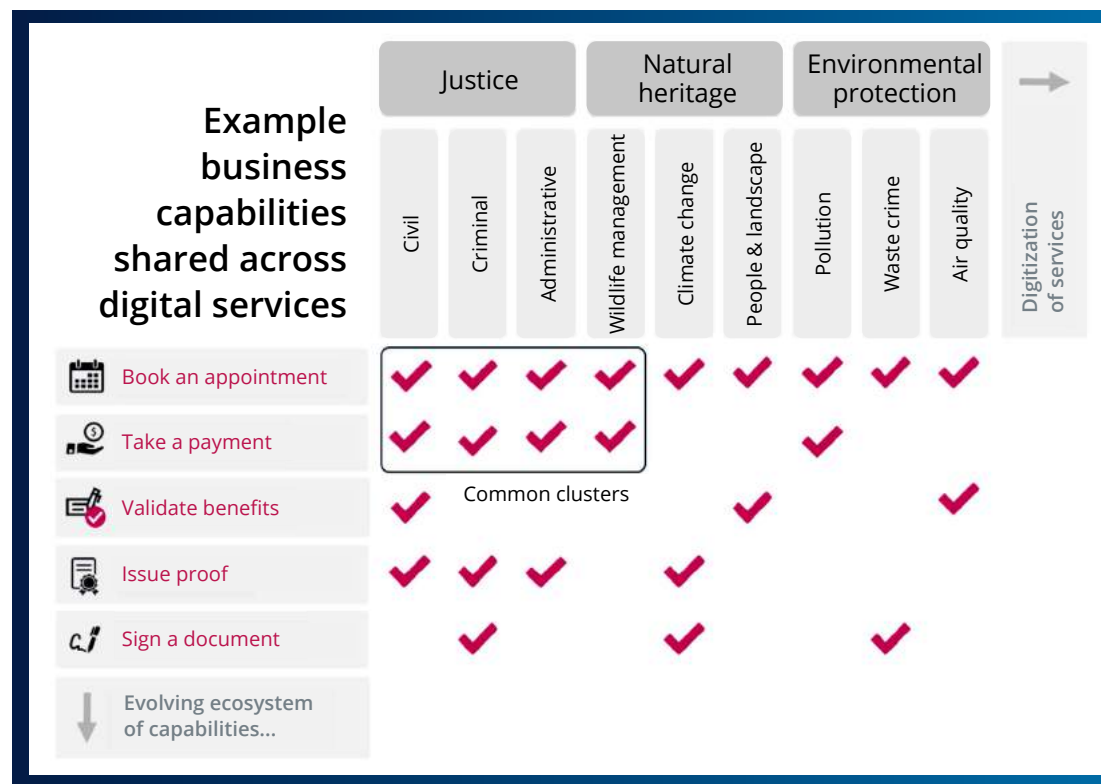 Example
business
capabilities
shared across
digital services
Justice
Natural
heritage
Environmental
protection
Civil
Criminal
Administrative
Wildlife management
Climate change
People & landscape
Pollution
Waste crime
Air quality
Digitization
of services
Book an appointment
Take a payment
Common clusters
Validate benefits
Issue proof
Sign a document
Evolving ecosystem
of capabilities...